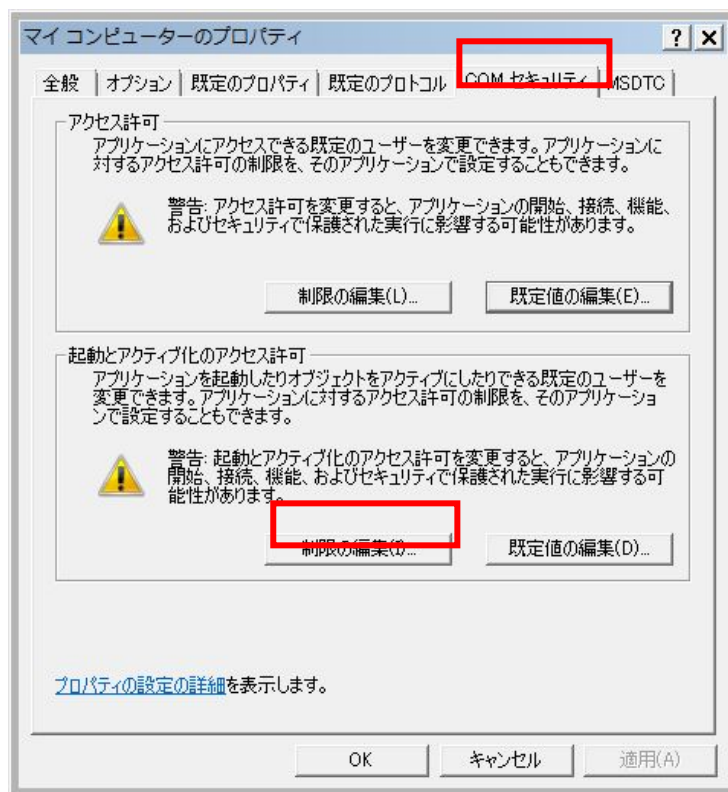 マイ コンピューターのプロパティ
全般
オプション
既定のプロパティ
既定のプロトコル
COM セキュリティ
MSDTC
アクセス許可
アプリケーションにアクセスできる既定のユーザーを変更できます。アプリケーションに
対するアクセス許可の制限を、そのアプリケーションで設定することもできます。
警告: アクセス許可を変更すると、アプリケーションの開始、接続、機能、
およびセキュリティで保護された実行に影響する可能性があります。
制限の編集(L)...
既定値の編集(E)...
起動とアクティブ化のアクセス許可
アプリケーションを起動したりオブジェクトをアクティブにしたりできる既定のユーザーを
変更できます。アプリケーションに対するアクセス許可の制限を、そのアプリケーショ
ンで設定することもできます。
警告: 起動とアクティブ化のアクセス許可を変更すると、アプリケーションの
開始、接続、機能、およびセキュリティで保護された実行に影響する可
能性があります。
制限の編集(I)...
既定値の編集(D)...
プロパティの設定の詳細を表示します。
OK
キャンセル
適用(A)